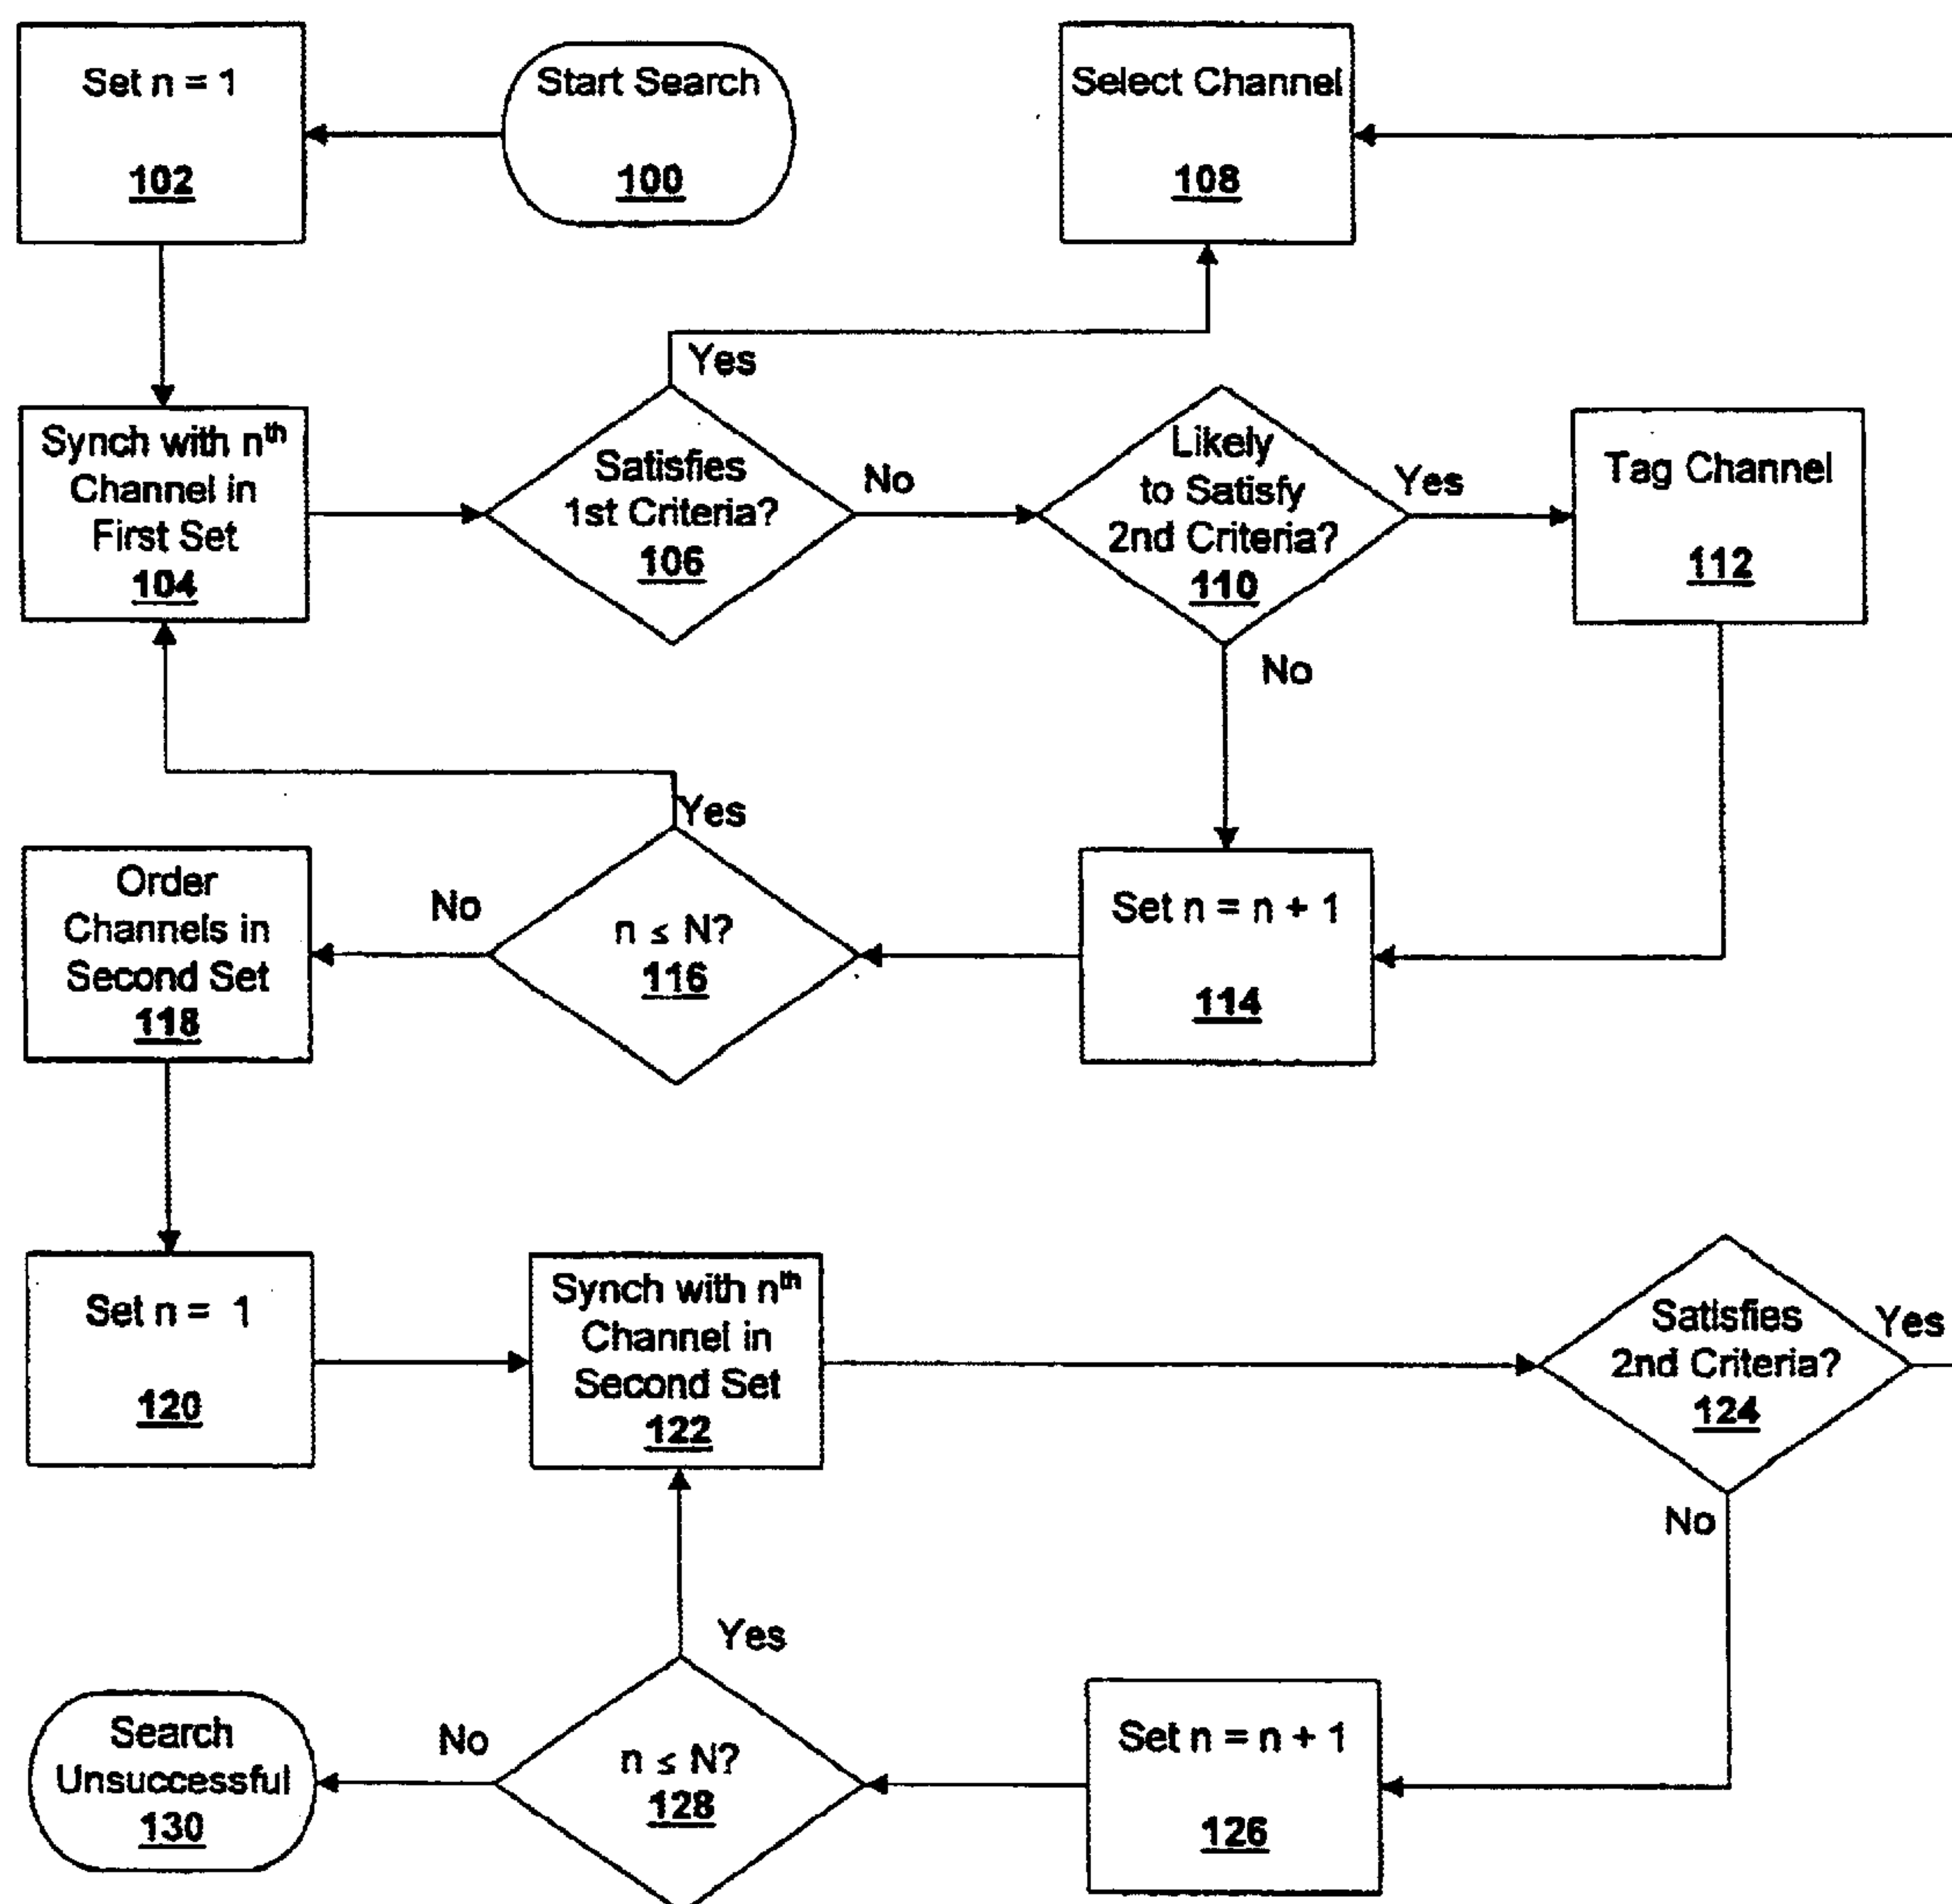 Set n = 1
102
Start Search
100
Select Channel
108
Synch with nth
Channel in
First Set
104
Satisfies
1st Criteria?
106
Yes
No
Likely
to Satisfy
2nd Criteria?
110
Yes
No
Tag Channel
112
Order
Channels in
Second Set
118
No
n ≤ N?
116
Yes
Set n = n + 1
114
Set n = 1
120
Synch with nth
Channel in
Second Set
122
Satisfies
2nd Criteria?
124
Yes
No
Search
Unsuccessful
130
No
n ≤ N?
128
Yes
Set n = n + 1
126